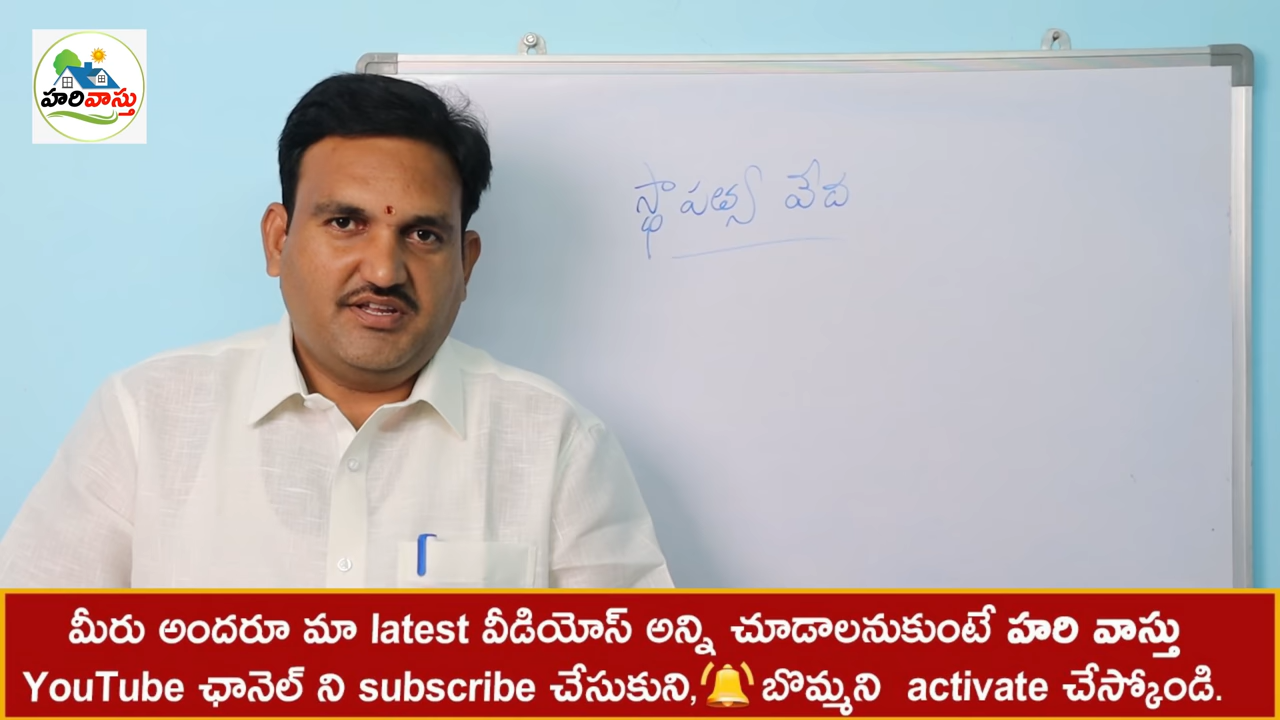 హరివాస్తు
స్థాపత్య వేద
మీరు అందరూ మా latest వీడియోస్ అన్ని చూడాలనుకుంటే హరి వాస్తు
YouTube ఛానెల్ ని subscribe చేసుకుని, బొమ్మని activate చేస్కోండి.